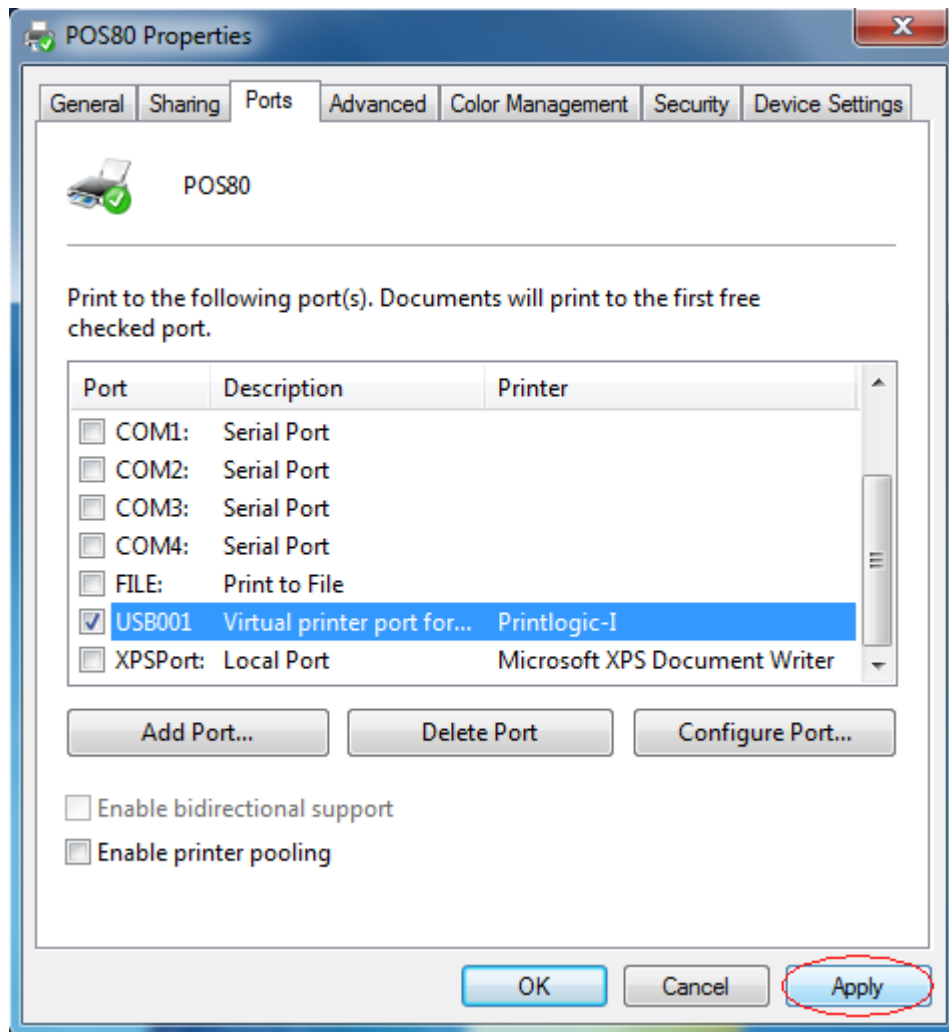 POS80 Properties
General Sharing Ports Advanced Color Management Security Device Settings
POS80
Print to the following port(s). Documents will print to the first free
checked port.
Port Description Printer
COM1: Serial Port
COM2: Serial Port
COM3: Serial Port
COM4: Serial Port
FILE: Print to File
USB001 Virtual printer port for... Printlogic-I
XPSPort: Local Port Microsoft XPS Document Writer
Add Port... Delete Port Configure Port...
Enable bidirectional support
Enable printer pooling
OK Cancel Apply